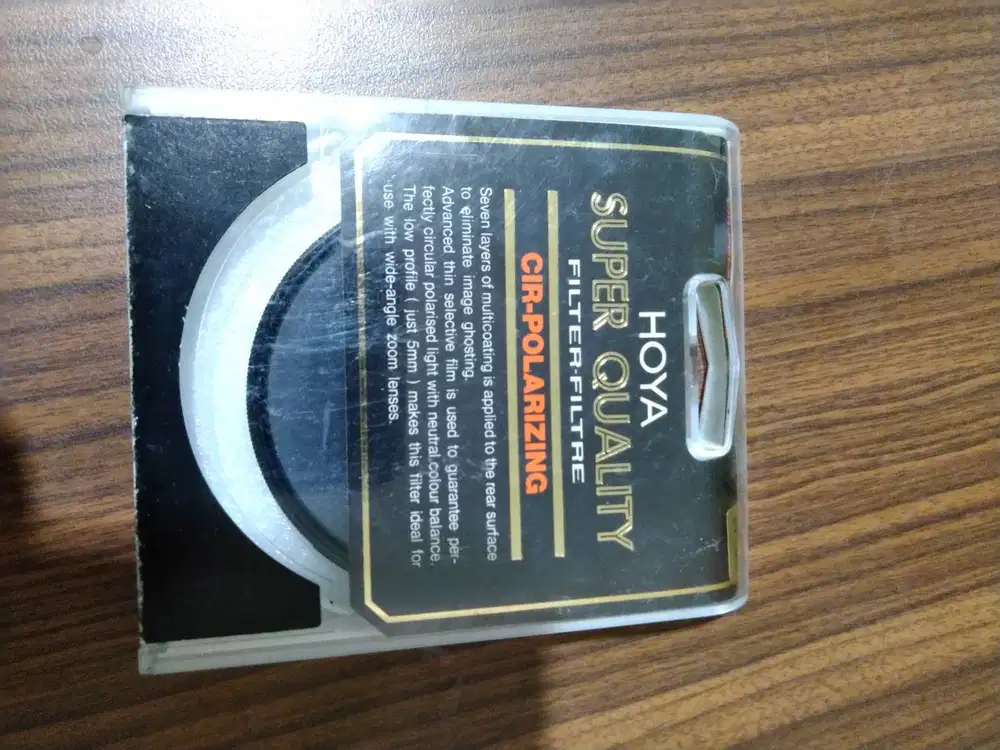 HOYA
SUPER QUALITY
FILTER·FILTRE
CIR-POLARIZING
Seven layers of multicoating is applied to the rear surface
to eliminate image ghosting.
Advanced thin selective film is used to guarantee per-
fectly circular polarised light with neutral colour balance.
The low profile ( just 5mm ) makes this filter ideal for
use with wide-angle zoom lenses.